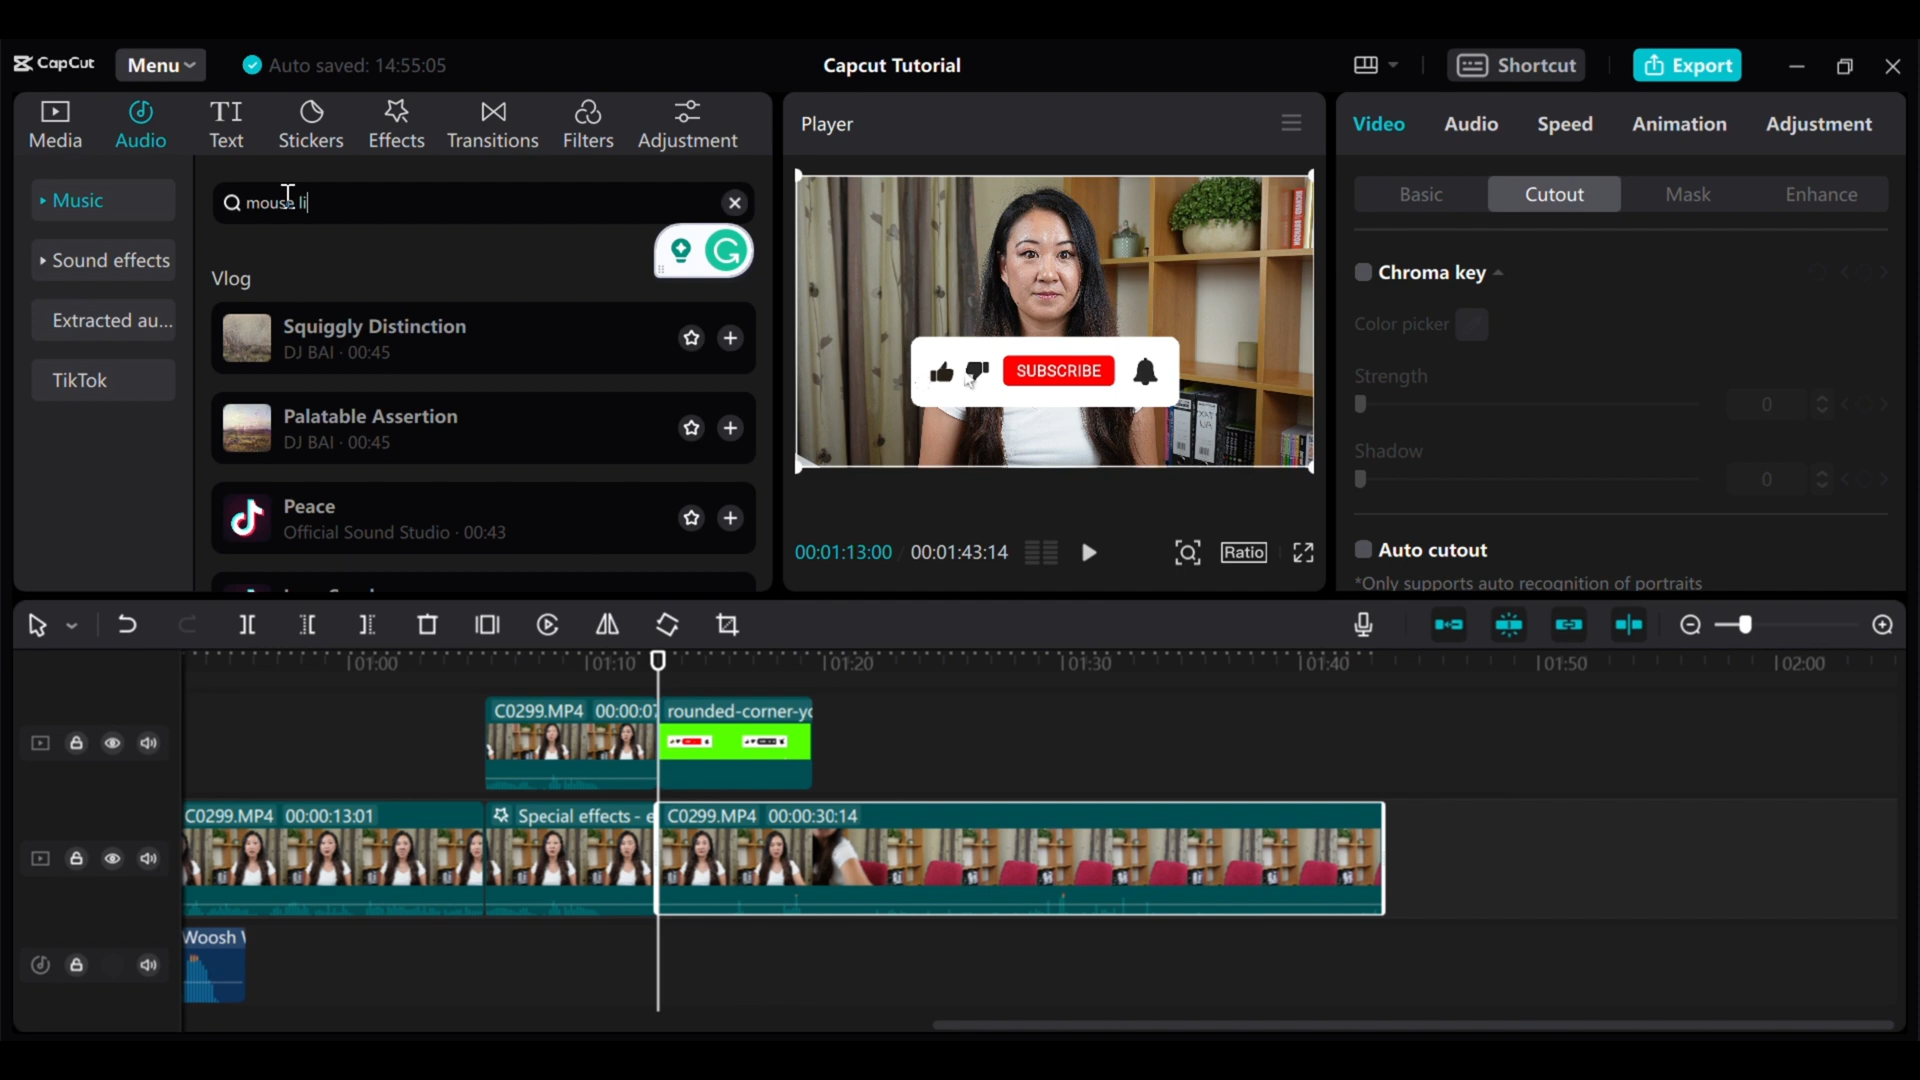 CapCut
Menu
Auto saved: 14:55:05
Capcut Tutorial
Shortcut
Export
Media
Audio
Text
Stickers
Effects
Transitions
Filters
Adjustment
Music
Sound effects
Extracted au...
TikTok
mouse li
Vlog
Squiggly Distinction
DJ BAI · 00:45
Palatable Assertion
DJ BAI · 00:45
Peace
Official Sound Studio · 00:43
Player
SUBSCRIBE
00:01:13:00 / 00:01:43:14
Ratio
Video
Audio
Speed
Animation
Adjustment
Basic
Cutout
Mask
Enhance
Chroma key
Color picker
Strength
0
Shadow
0
Auto cutout
*Only supports auto recognition of portraits
01:00
01:10
01:20
01:30
01:40
01:50
02:00
C0299.MP4 00:00:07
rounded-corner-yo
C0299.MP4 00:00:13:01
Special effects - e
C0299.MP4 00:00:30:14
Woosh